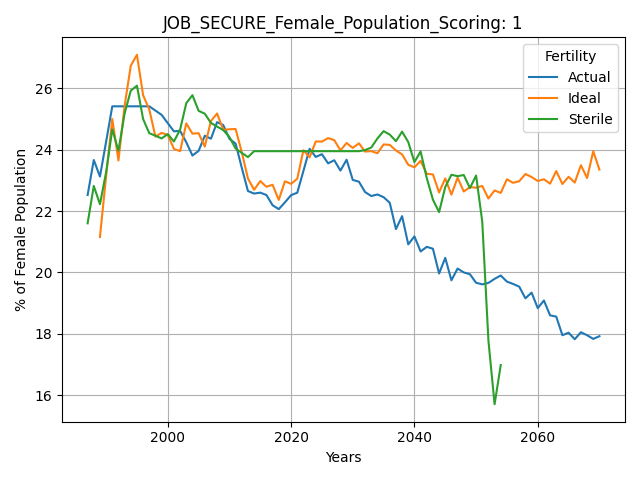 JOB_SECURE_Female_Population_Scoring: 1
Fertility
Actual
Ideal
Sterile
% of Female Population
26
24
22
20
18
16
2000 2020 2040 2060
Years